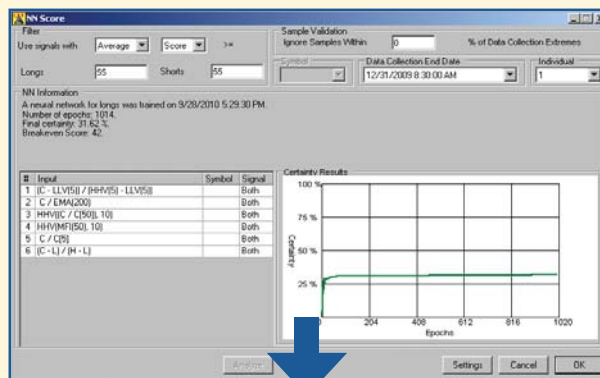 NN Score
Filter
Use signals with Average Score >=
Longs 55 Shorts 55
Sample Validation
Ignore Samples Within 0 % of Data Collection Extremes
Symbol
Data Collection End Date
12/31/2009 8:30:00 AM
Individual
1
NN Information
A neural network for longs was trained on 9/28/2010 5:29:30 PM.
Number of epochs: 1014.
Final certainty: 31.62 %.
Breakeven Score: 42.
# Input Symbol Signal
1 (C - LLV(5)) / (HHV(5) - LLV(5)) Both
2 C / EMA(200) Both
3 HHV((C / C[50]), 10) Both
4 HHV(MFI(50), 10) Both
5 C / C[5] Both
6 (C - L) / (H - L) Both
Certainty Results
100 %
75 %
50 %
25 %
Certainty
0 204 408 612 816 1020
Epochs
Analyze
Settings Cancel OK